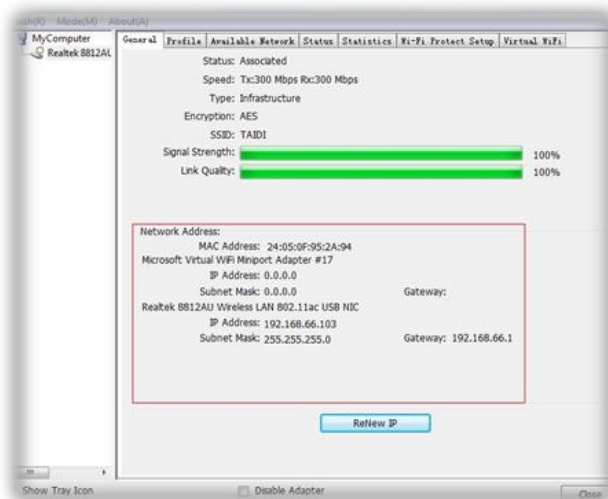 Mode(M) About(A)
MyComputer
Realtek 8812AU
General Profile Available Network Status Statistics Wi-Fi Protect Setup Virtual WiFi
Status: Associated
Speed: Tx:300 Mbps Rx:300 Mbps
Type: Infrastructure
Encryption: AES
SSID: TAIDI
Signal Strength: 100%
Link Quality: 100%
Network Address:
MAC Address: 24:05:0F:95:2A:94
Microsoft Virtual WiFi Miniport Adapter #17
IP Address: 0.0.0.0
Subnet Mask: 0.0.0.0 Gateway:
Realtek 8812AU Wireless LAN 802.11ac USB NIC
IP Address: 192.168.66.103
Subnet Mask: 255.255.255.0 Gateway: 192.168.66.1
ReNew IP
Show Tray Icon Disable Adapter Close